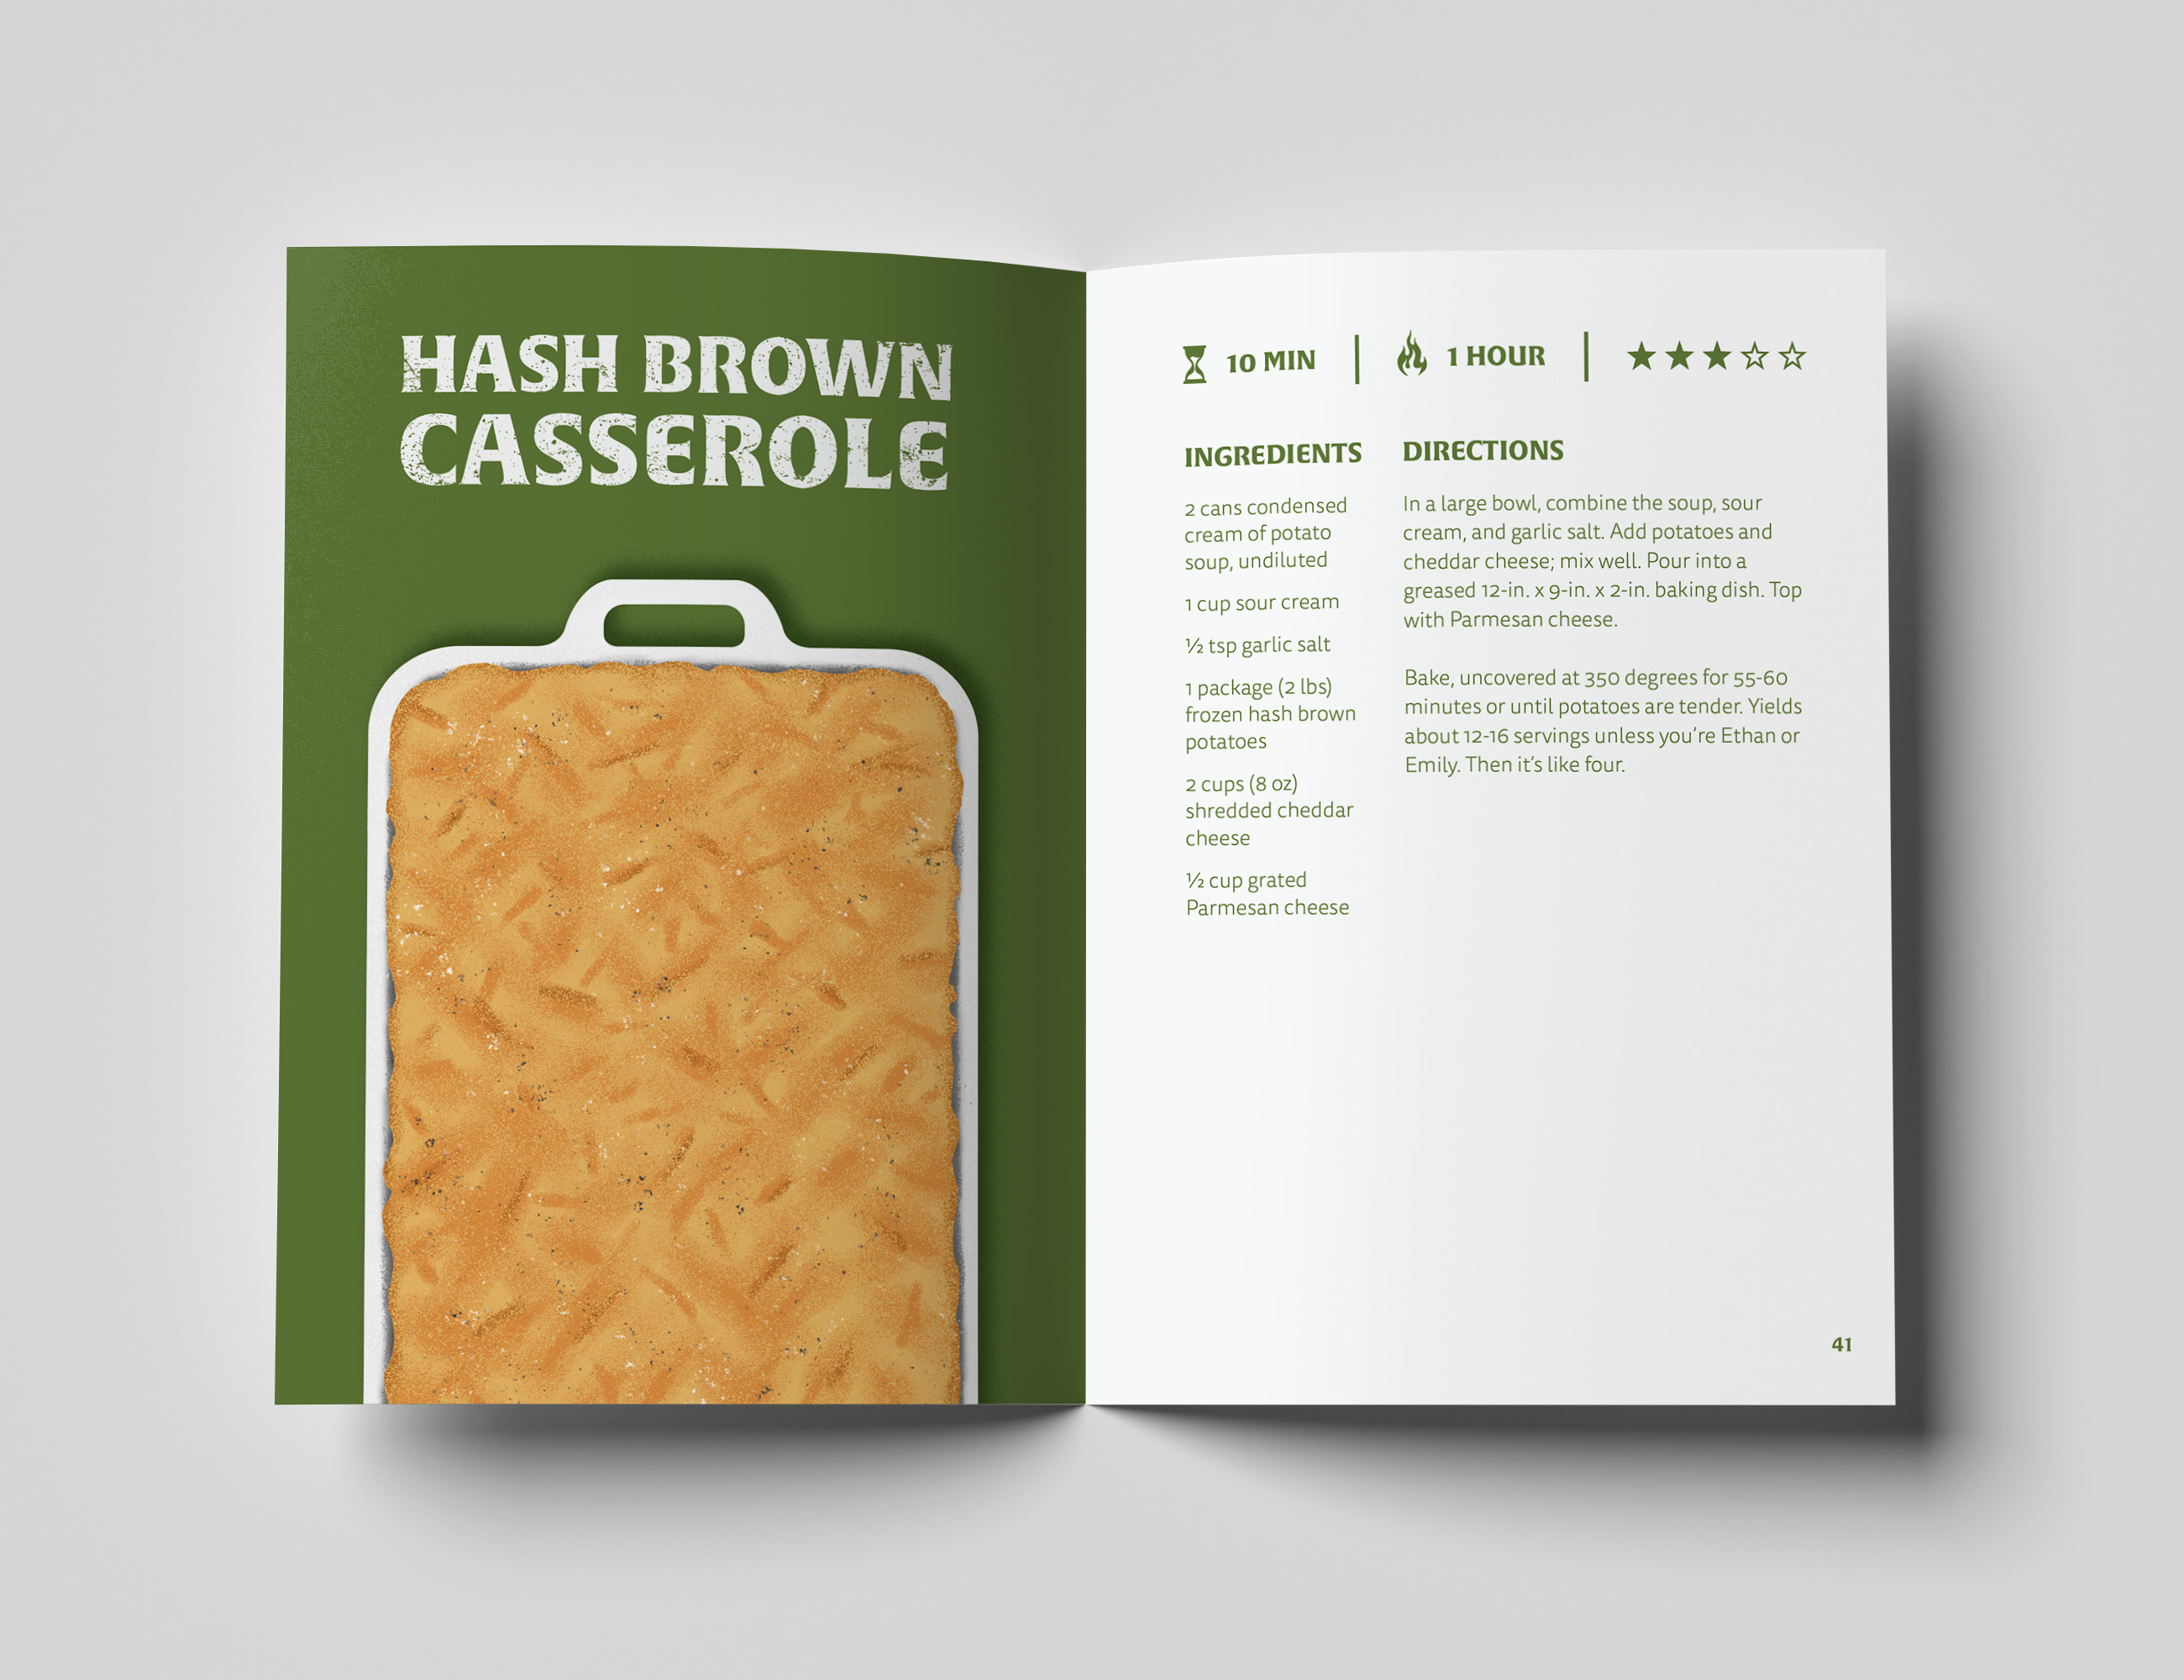 HASH BROWN
CASSEROLE
10 MIN | 1 HOUR | ★★★☆☆
INGREDIENTS
2 cans condensed
cream of potato
soup, undiluted
1 cup sour cream
½ tsp garlic salt
1 package (2 lbs)
frozen hash brown
potatoes
2 cups (8 oz)
shredded cheddar
cheese
½ cup grated
Parmesan cheese
DIRECTIONS
In a large bowl, combine the soup, sour
cream, and garlic salt. Add potatoes and
cheddar cheese; mix well. Pour into a
greased 12-in. x 9-in. x 2-in. baking dish. Top
with Parmesan cheese.
Bake, uncovered at 350 degrees for 55-60
minutes or until potatoes are tender. Yields
about 12-16 servings unless you're Ethan or
Emily. Then it's like four.
41